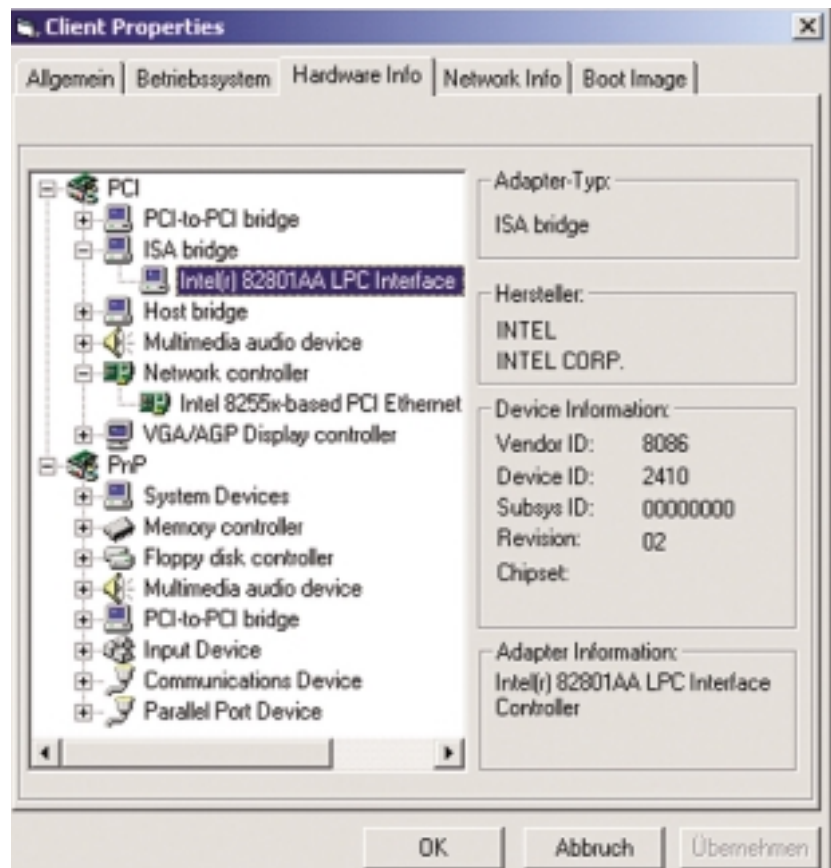 Client Properties
Allgemein
Betriebssystem
Hardware Info
Network Info
Boot Image
PCI
PCI-to-PCI bridge
ISA bridge
Intel(r) 82801AA LPC Interface
Host bridge
Multimedia audio device
Network controller
Intel 8255x-based PCI Ethernet
VGA/AGP Display controller
PnP
System Devices
Memory controller
Floppy disk controller
Multimedia audio device
PCI-to-PCI bridge
Input Device
Communications Device
Parallel Port Device
Adapter-Typ:
ISA bridge
Hersteller:
INTEL
INTEL CORP.
Device Information:
Vendor ID: 8086
Device ID: 2410
Subsys ID: 00000000
Revision: 02
Chipset:
Adapter Information:
Intel(r) 82801AA LPC Interface
Controller
OK
Abbruch
Übernehmen